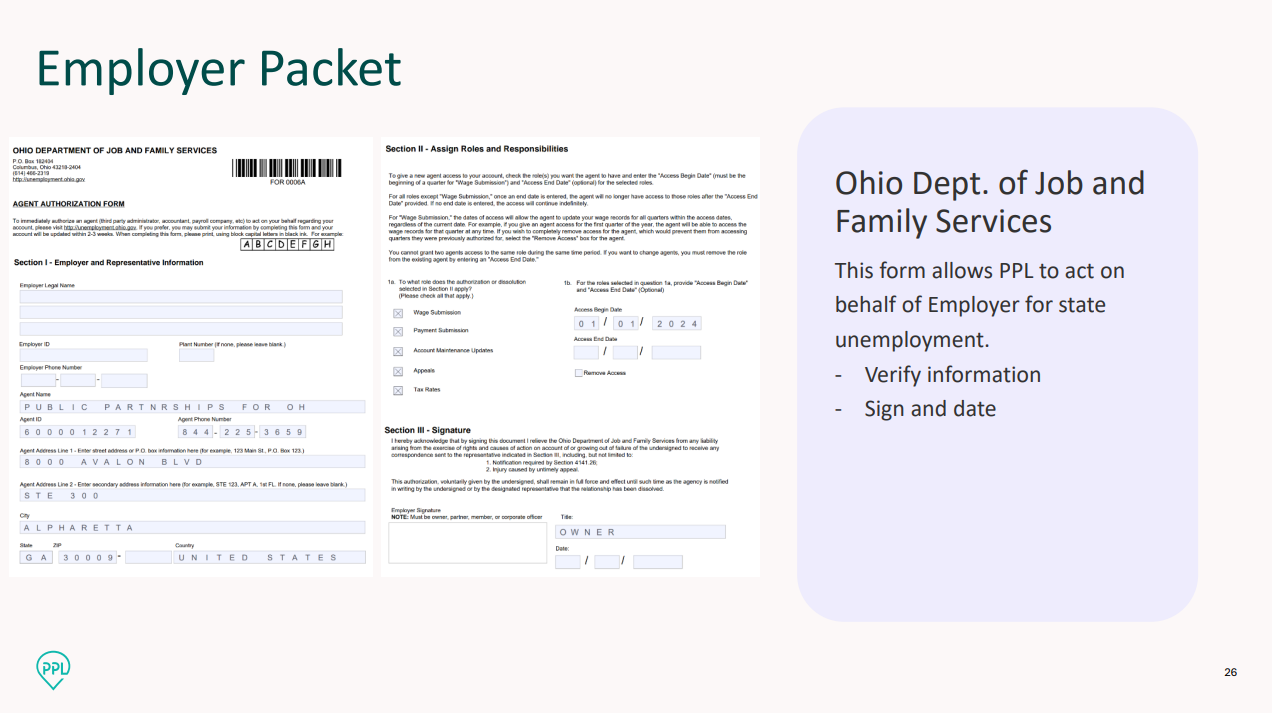 Employer Packet
OHIO DEPARTMENT OF JOB AND FAMILY SERVICES
P.O. Box 182404
Columbus, Ohio 43218-2404
(614) 466-2319
http://unemployment.ohio.gov
FOR 0006A
AGENT AUTHORIZATION FORM
To immediately authorize an agent (third party administrator, accountant, payroll company, etc) to act on your behalf regarding your
account, please visit http://unemployment.ohio.gov. If you prefer, you may submit your information by completing this form and your
account will be updated within 2-3 weeks. When completing this form, please print, using block capital letters in black ink. For example:
A B C D E F G H
Section I - Employer and Representative Information
Employer Legal Name
Employer ID
Plant Number (If none, please leave blank.)
Employer Phone Number
- -
Agent Name
PUBLIC PARTNRSHIPS FOR OH
Agent ID
Agent Phone Number
6000012271
844-225-3659
Agent Address Line 1 - Enter street address or P.O. box information here (for example, 123 Main St., P.O. Box 123.)
8000 AVALON BLVD
Agent Address Line 2 - Enter secondary address information here (for example, STE 123, APT A, 1st FL. If none, please leave blank.)
STE 300
City
ALPHARETTA
State ZIP Country
GA 30009- UNITED STATES
Section II - Assign Roles and Responsibilities
To give a new agent access to your account, check the role(s) you want the agent to have and enter the "Access Begin Date" (must be the
beginning of a quarter for "Wage Submission") and "Access End Date" (optional) for the selected roles.
For all roles except "Wage Submission," once an end date is entered, the agent will no longer have access to those roles after the "Access End
Date" provided. If no end date is entered, the access will continue indefinitely.
For "Wage Submission," the dates of access will allow the agent to update your wage records for all quarters within the access dates,
regardless of the current date. For example, if you give an agent access for the first quarter of the year, the agent will be able to access the
wage records for that quarter at any time. If you wish to completely remove access for the agent, which would prevent them from accessing
quarters they were previously authorized for, select the "Remove Access" box for the agent.
You cannot grant two agents access to the same role during the same time period. If you want to change agents, you must remove the role
from the existing agent by entering an "Access End Date."
1a. To what role does the authorization or dissolution
selected in Section II apply?
(Please check all that apply.)
Wage Submission
Payment Submission
Account Maintenance Updates
Appeals
Tax Rates
1b. For the roles selected in question 1a, provide "Access Begin Date"
and "Access End Date" (Optional)
Access Begin Date
01 / 01 / 2024
Access End Date
/ /
Remove Access
Section III - Signature
I hereby acknowledge that by signing this document I relieve the Ohio Department of Job and Family Services from any liability
arising from the exercise of rights and causes of action on account of or growing out of failure of the undersigned to receive any
correspondence sent to the representative indicated in Section III, including, but not limited to:
1. Notification required by Section 4141.26;
2. Injury caused by untimely appeal.
This authorization, voluntarily given by the undersigned, shall remain in full force and effect until such time as the agency is notified
in writing by the undersigned or by the designated representative that the relationship has been dissolved.
Employer Signature
NOTE: Must be owner, partner, member, or corporate officer
Title:
OWNER
Date:
/ /
Ohio Dept. of Job and
Family Services
This form allows PPL to act on
behalf of Employer for state
unemployment.
- Verify information
- Sign and date
PPL
26